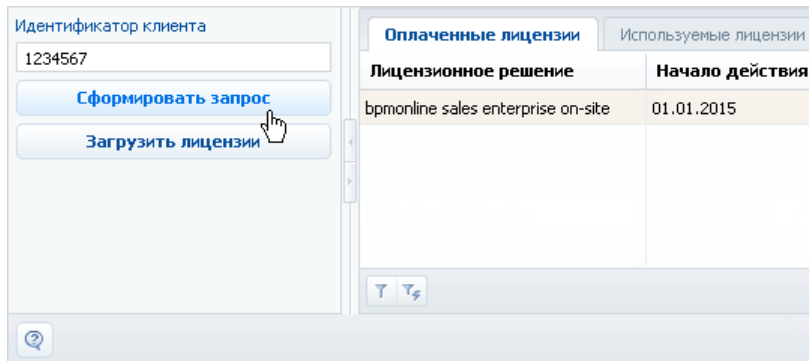 Идентификатор клиента
1234567
Сформировать запрос
Загрузить лицензии
Оплаченные лицензии
Используемые лицензии
Лицензионное решение
Начало действия
bpmonline sales enterprise on-site
01.01.2015